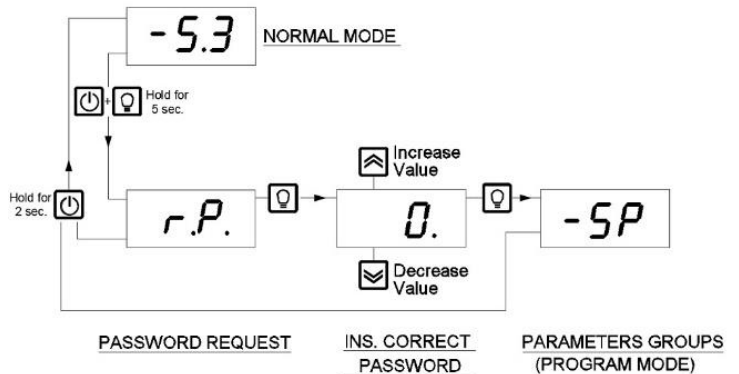 -5.3
NORMAL MODE
+
Hold for
5 sec.
Increase
Value
Hold for
2 sec.
r.P.
0.
-SP
Decrease
Value
PASSWORD REQUEST
INS. CORRECT
PASSWORD
PARAMETERS GROUPS
(PROGRAM MODE)